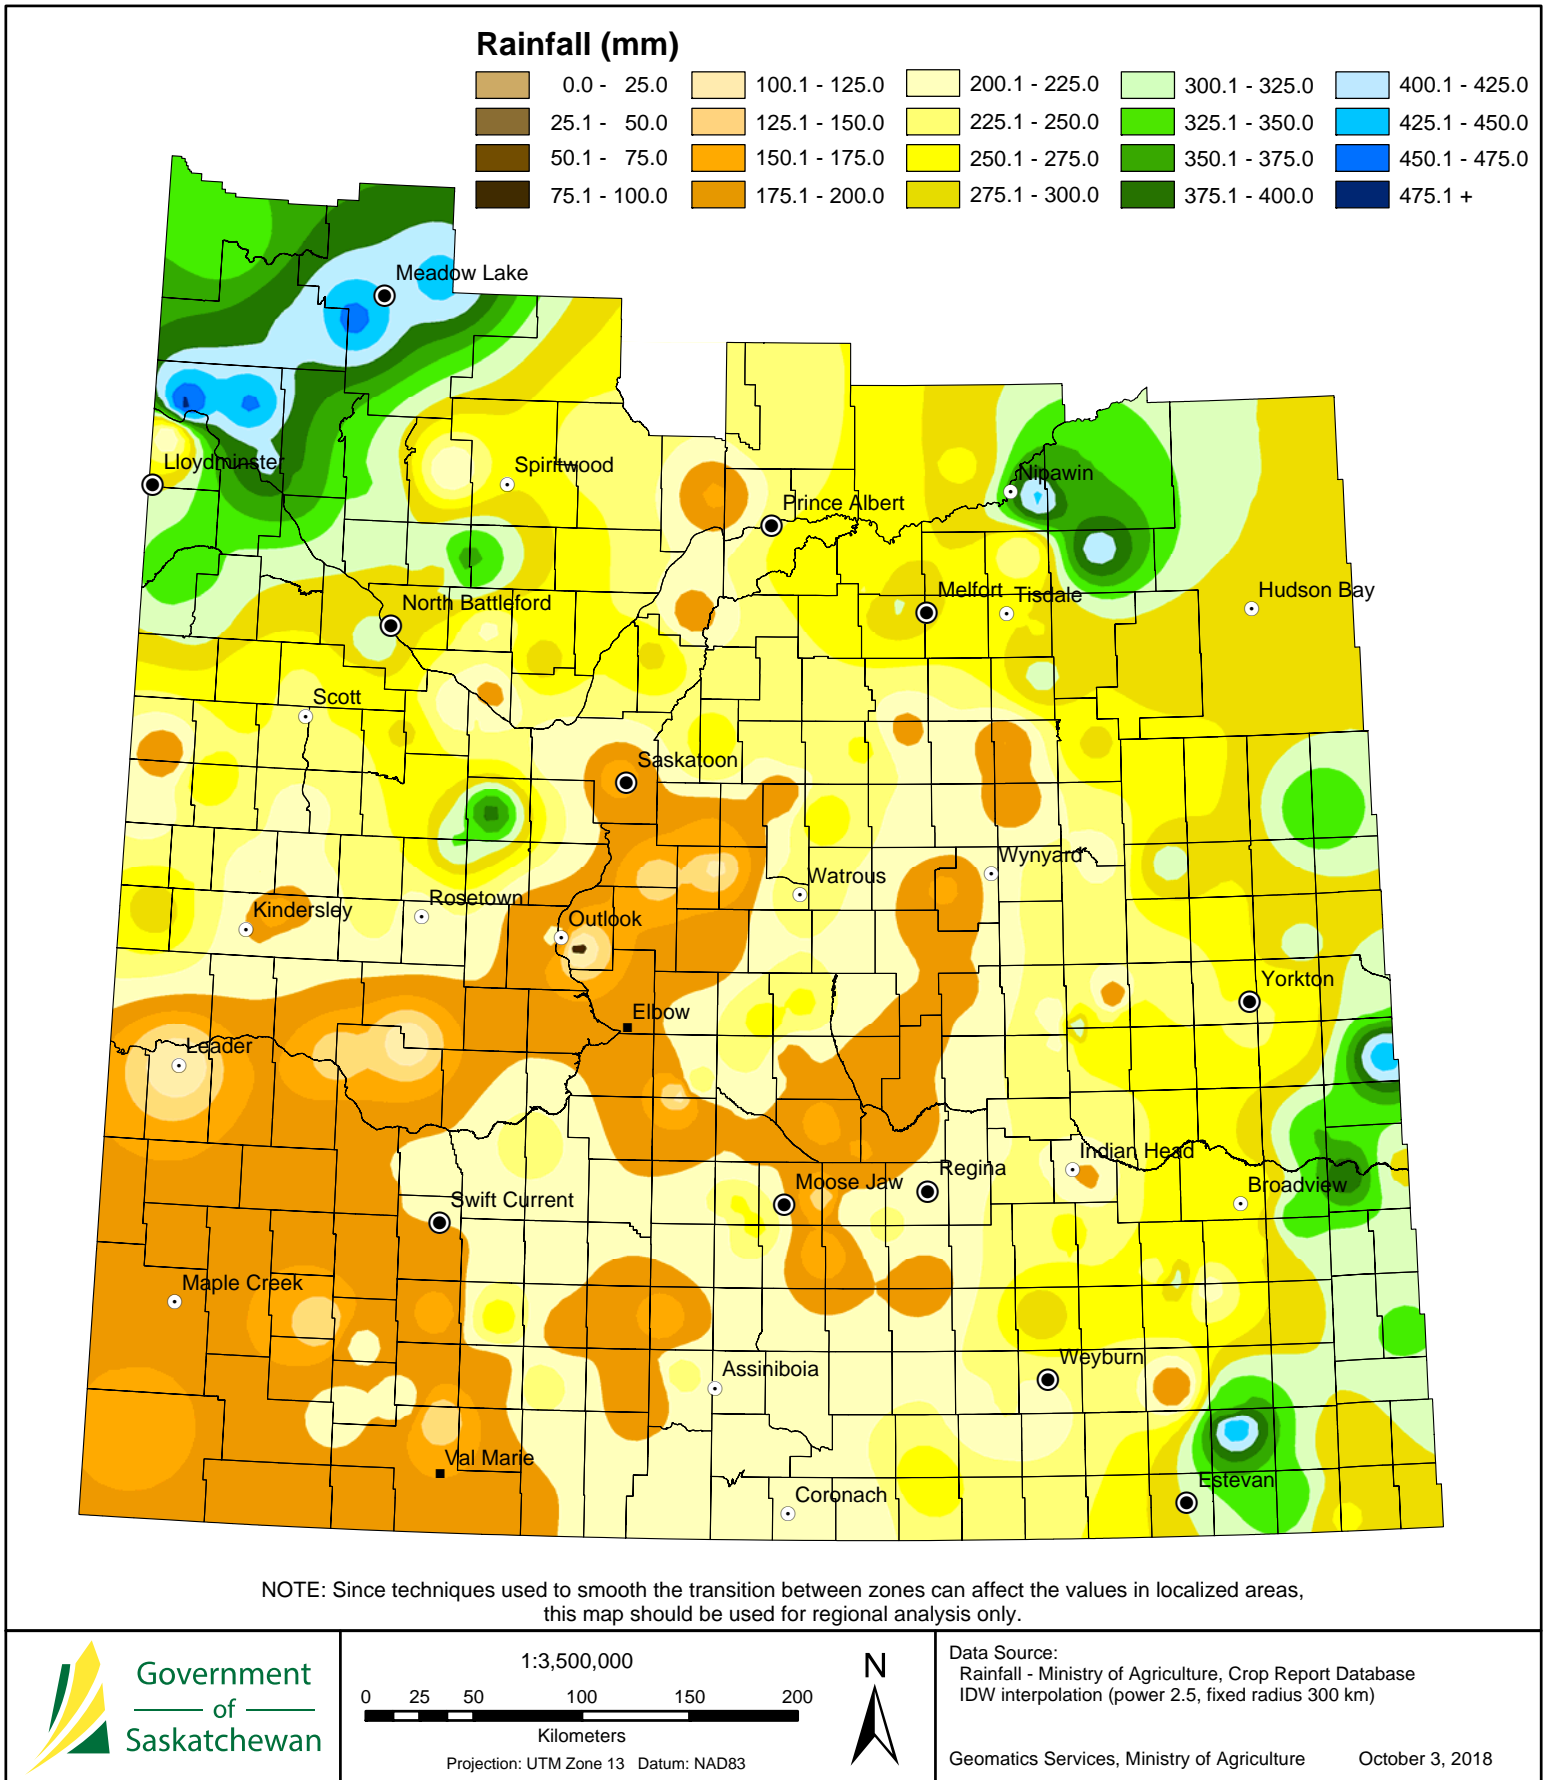 Rainfall (mm)
0.0 - 25.0
25.1 - 50.0
50.1 - 75.0
75.1 - 100.0
100.1 - 125.0
125.1 - 150.0
150.1 - 175.0
175.1 - 200.0
200.1 - 225.0
225.1 - 250.0
250.1 - 275.0
275.1 - 300.0
300.1 - 325.0
325.1 - 350.0
350.1 - 375.0
375.1 - 400.0
400.1 - 425.0
425.1 - 450.0
450.1 - 475.0
475.1 +
Meadow Lake
Lloydminster
Spiritwood
Nipawin
Prince Albert
Hudson Bay
North Battleford
Melfort
Tisdale
Scott
Saskatoon
Wynyard
Watrous
Rosetown
Kindersley
Outlook
Yorkton
Elbow
Leader
Indian Head
Regina
Moose Jaw
Broadview
Swift Current
Maple Creek
Weyburn
Assiniboia
Val Marie
Estevan
Coronach
NOTE: Since techniques used to smooth the transition between zones can affect the values in localized areas,
this map should be used for regional analysis only.
Government
of
Saskatchewan
1:3,500,000
0 25 50 100 150 200
Kilometers
Projection: UTM Zone 13 Datum: NAD83
N
Data Source:
Rainfall - Ministry of Agriculture, Crop Report Database
IDW interpolation (power 2.5, fixed radius 300 km)
Geomatics Services, Ministry of Agriculture October 3, 2018